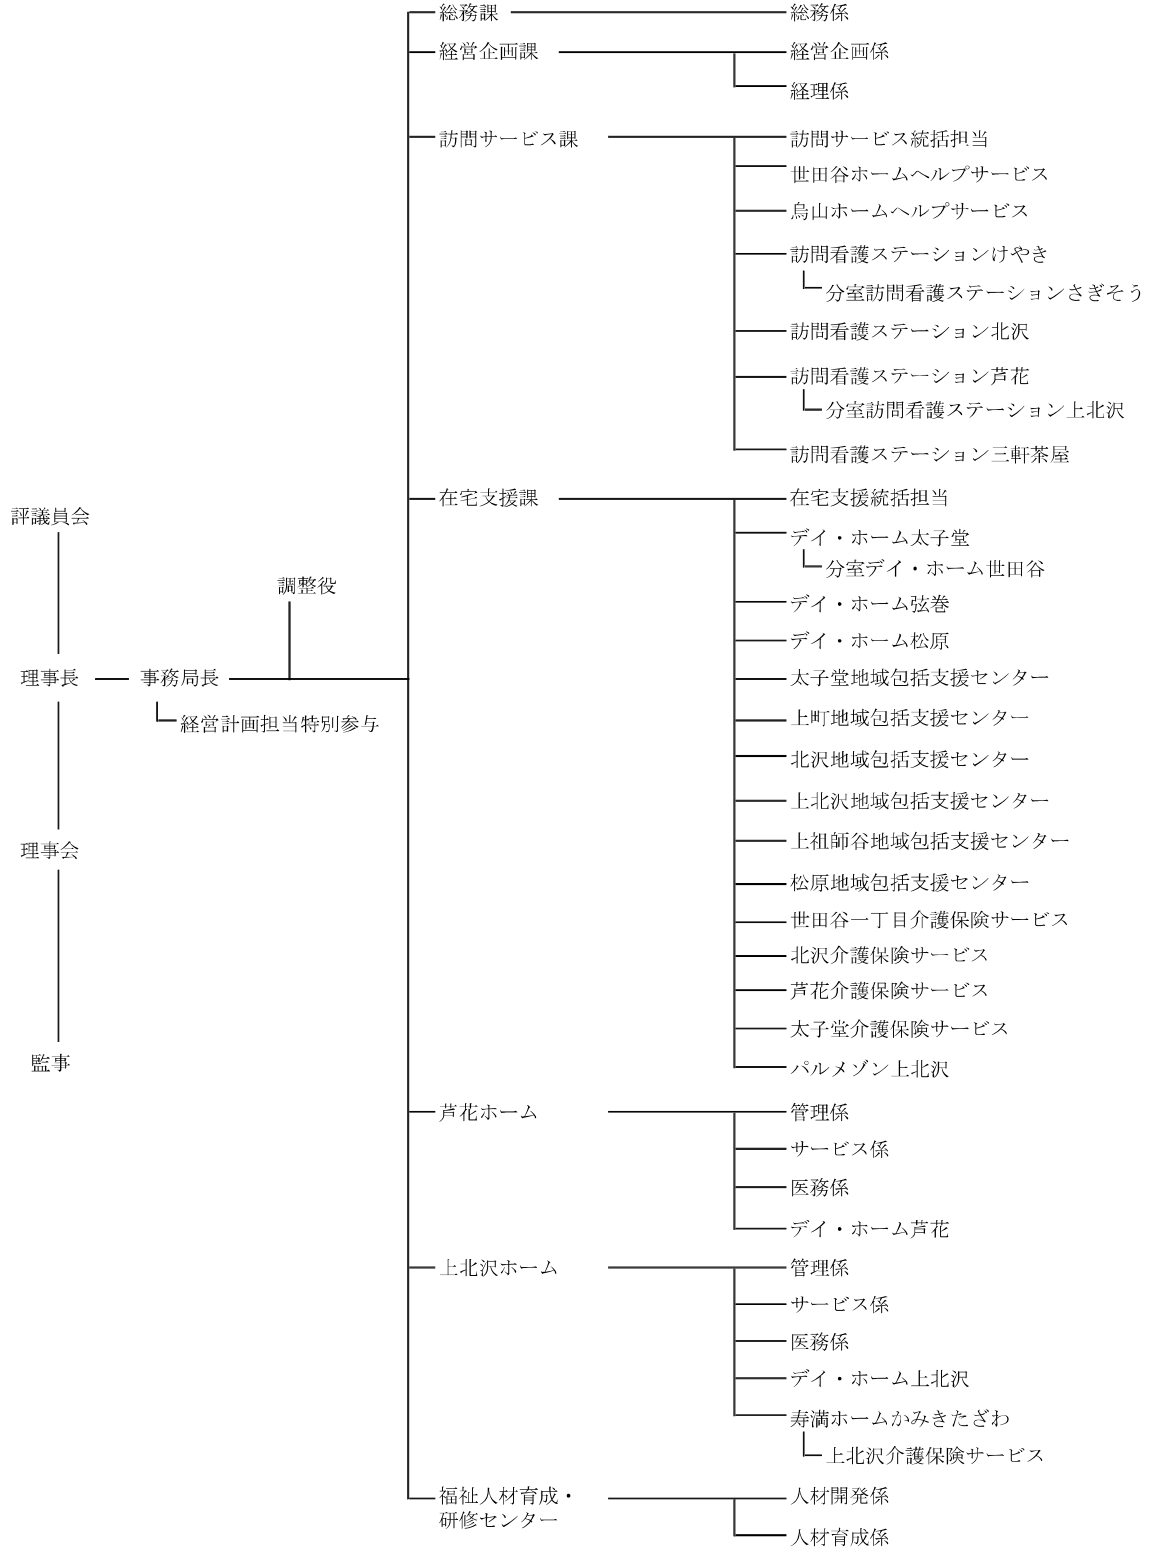 評議員会
理事長
理事会
監事
事務局長
経営計画担当特別参与
調整役
総務課
総務係
経営企画課
経営企画係
経理係
訪問サービス課
訪問サービス統括担当
世田谷ホームヘルプサービス
烏山ホームヘルプサービス
訪問看護ステーションけやき
分室訪問看護ステーションさぎそう
訪問看護ステーション北沢
訪問看護ステーション芦花
分室訪問看護ステーション上北沢
訪問看護ステーション三軒茶屋
在宅支援課
在宅支援統括担当
デイ・ホーム太子堂
分室デイ・ホーム世田谷
デイ・ホーム弦巻
デイ・ホーム松原
太子堂地域包括支援センター
上町地域包括支援センター
北沢地域包括支援センター
上北沢地域包括支援センター
上祖師谷地域包括支援センター
松原地域包括支援センター
世田谷一丁目介護保険サービス
北沢介護保険サービス
芦花介護保険サービス
太子堂介護保険サービス
パルメゾン上北沢
芦花ホーム
管理係
サービス係
医務係
デイ・ホーム芦花
上北沢ホーム
管理係
サービス係
医務係
デイ・ホーム上北沢
寿満ホームかみきたざわ
上北沢介護保険サービス
福祉人材育成・
研修センター
人材開発係
人材育成係